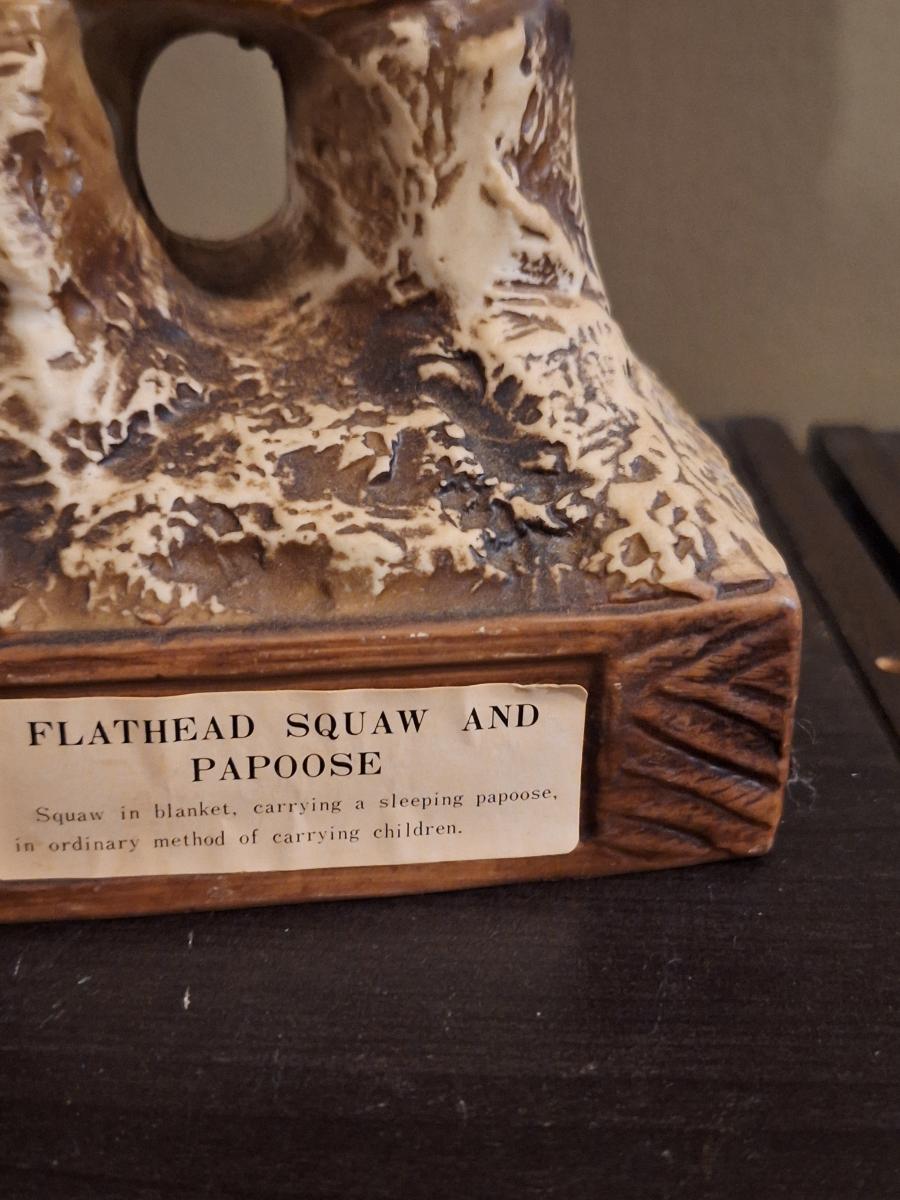 FLATHEAD SQUAW AND
PAPOOSE
Squaw in blanket, carrying a sleeping papoose,
in ordinary method of carrying children.